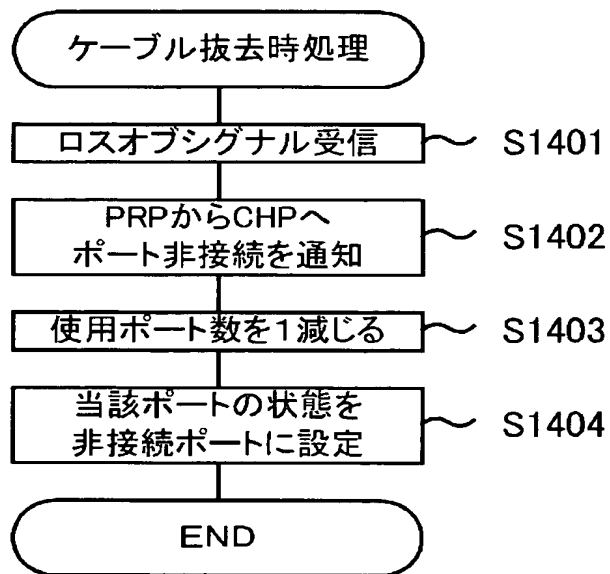 ケーブル抜去時処理
ロスオブシグナル受信
S1401
PRPからCHPへ
ポート非接続を通知
S1402
使用ポート数を1減じる
S1403
当該ポートの状態を
非接続ポートに設定
S1404
END